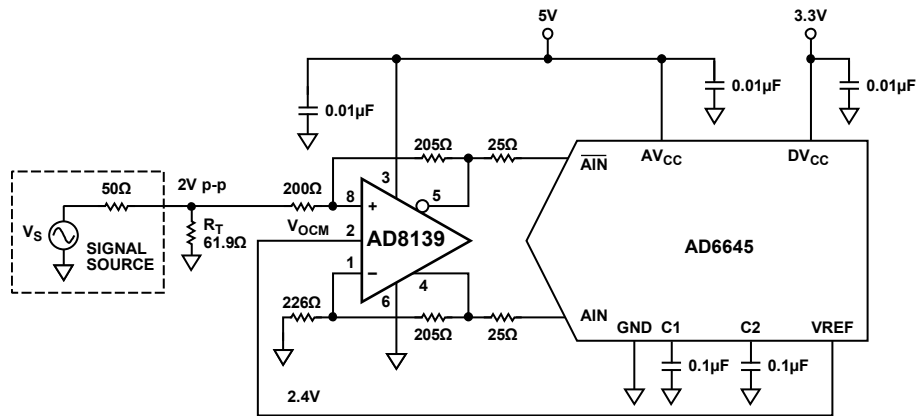 5V
3.3V
0.01µF
0.01µF
0.01µF
205Ω
25Ω
AIN
AVCC
DVCC
50Ω
2V p-p
200Ω
3
5
8
+
VS
RT
61.9Ω
VOCM
2
AD8139
AD6645
SIGNAL
SOURCE
1
–
4
226Ω
6
205Ω
25Ω
AIN
GND
C1
C2
VREF
0.1µF
0.1µF
2.4V